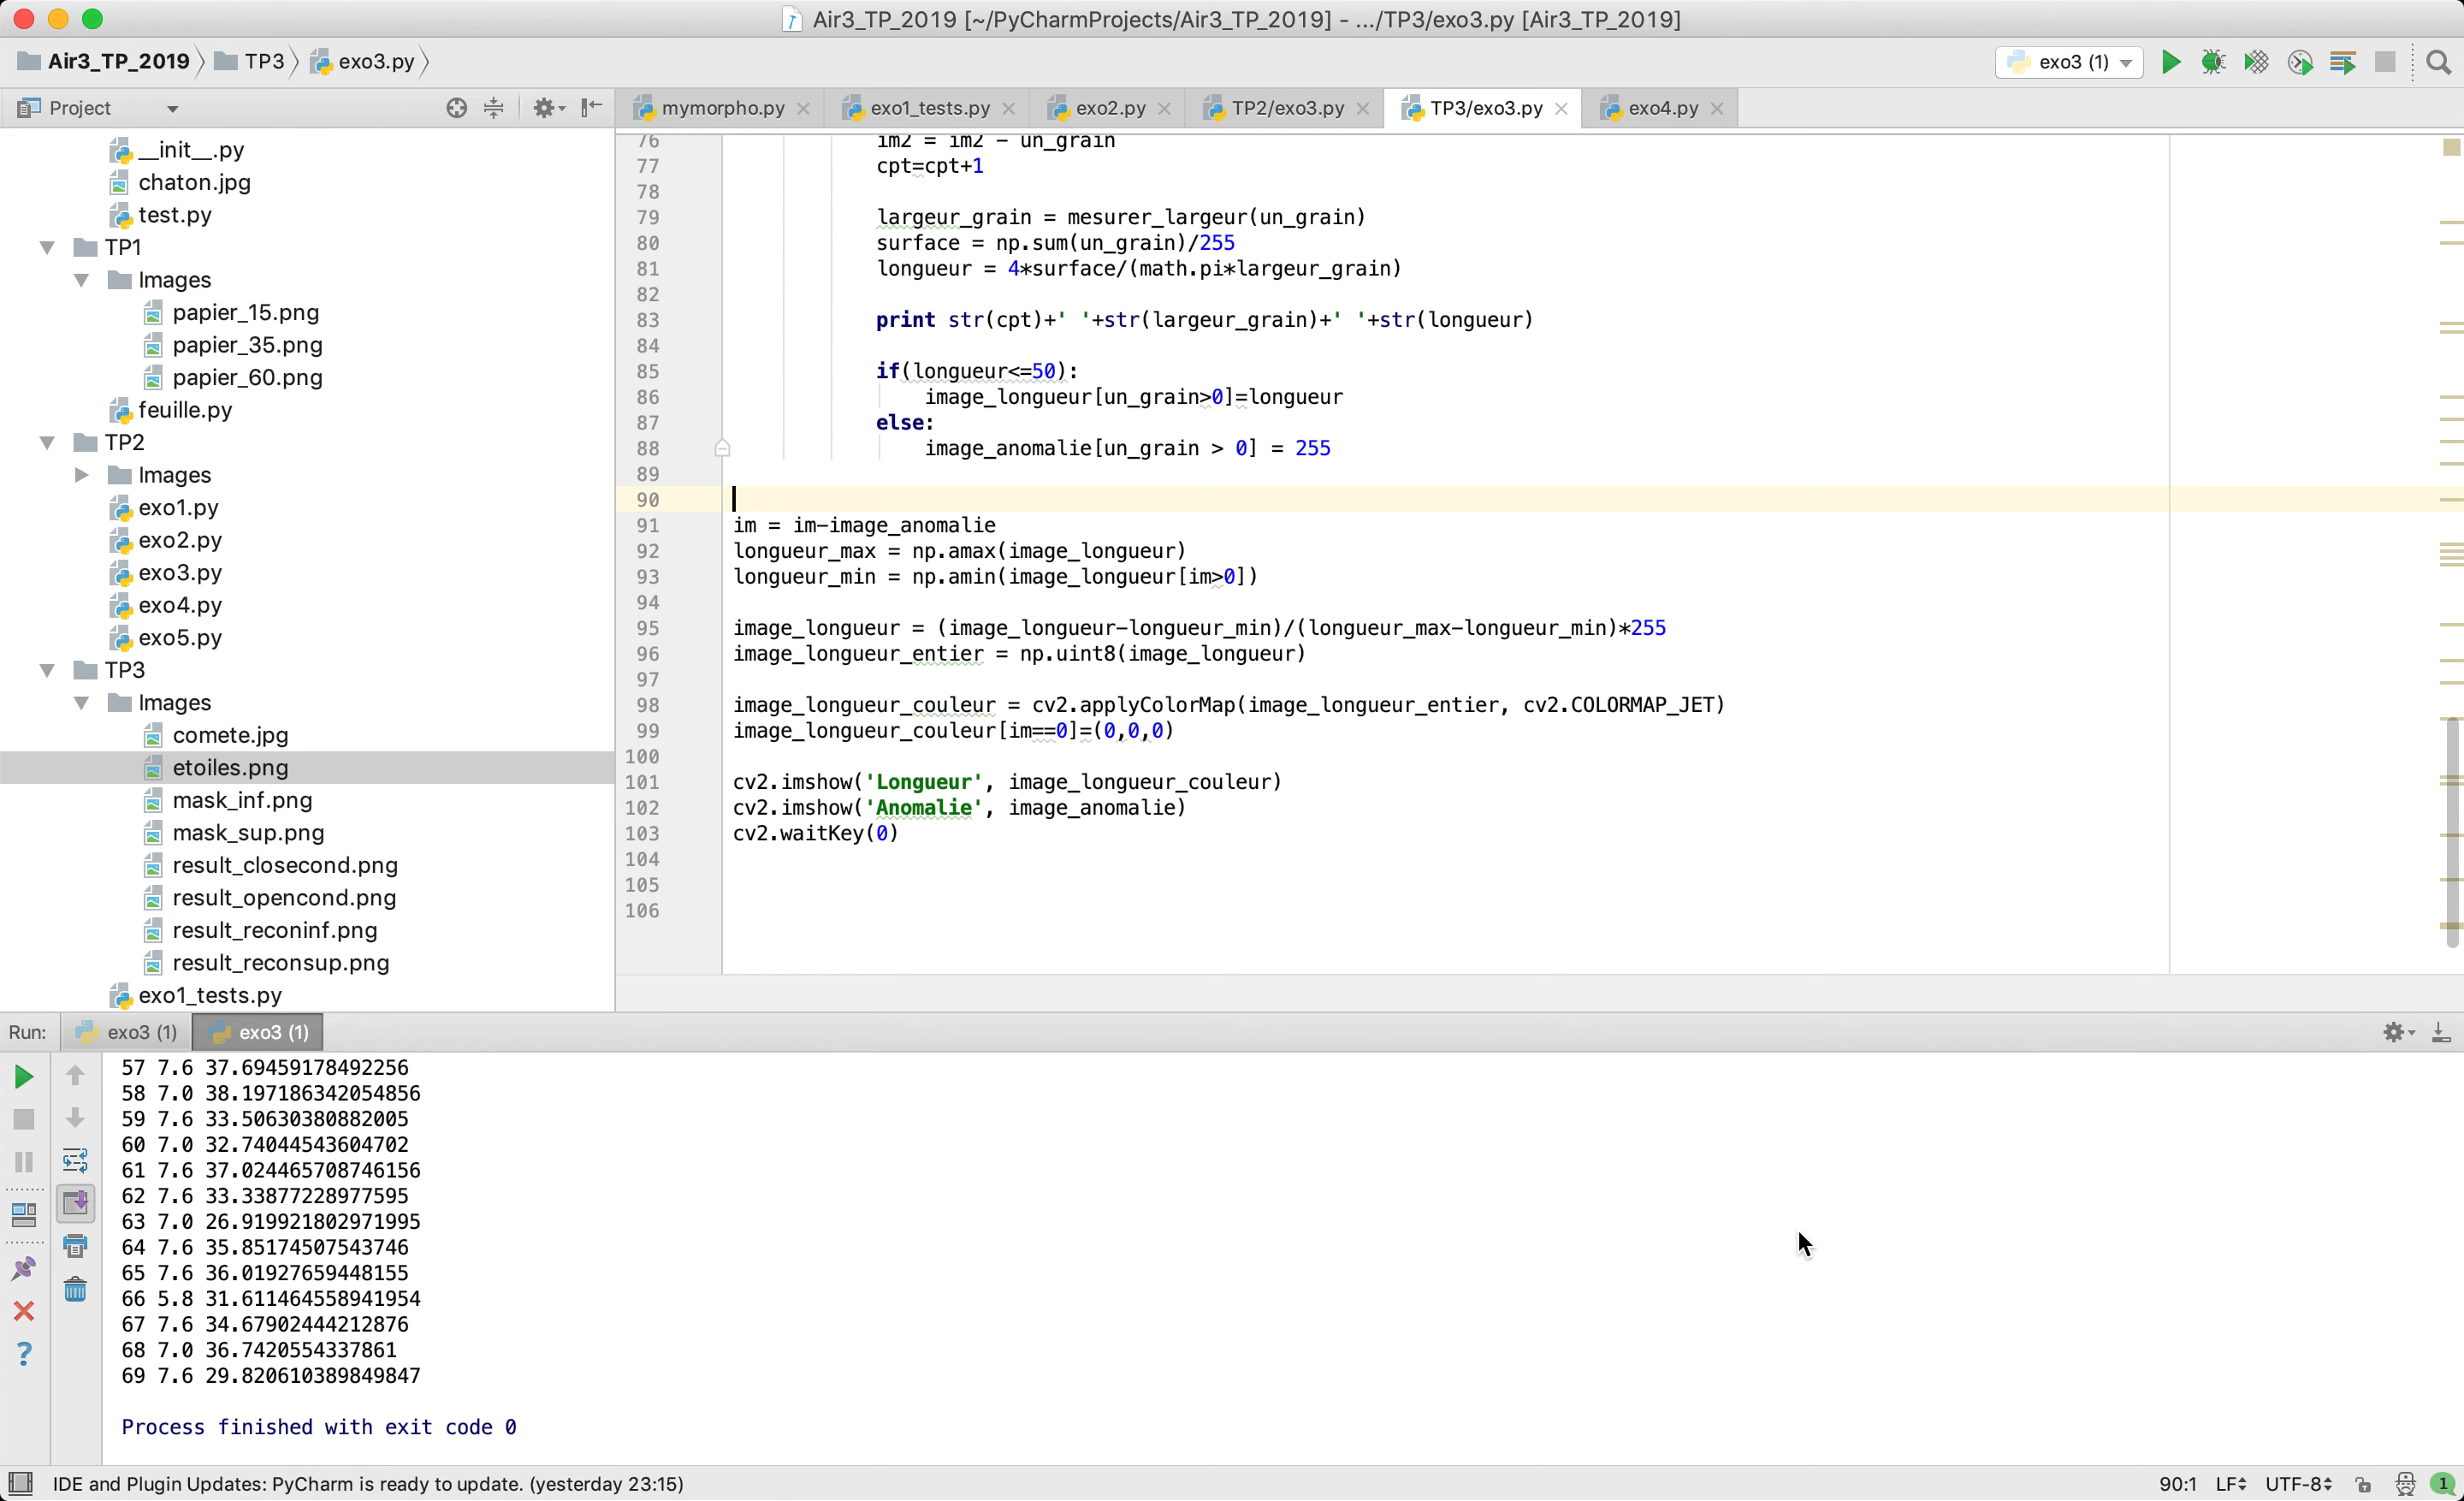 Air3_TP_2019 [~/PyCharmProjects/Air3_TP_2019] - .../TP3/exo3.py [Air3_TP_2019]
Air3_TP_2019 TP3 exo3.py exo3 (1)
Project
mymorpho.py exo1_tests.py exo2.py TP2/exo3.py TP3/exo3.py exo4.py
__init__.py
chaton.jpg
test.py
TP1
Images
papier_15.png
papier_35.png
papier_60.png
feuille.py
TP2
Images
exo1.py
exo2.py
exo3.py
exo4.py
exo5.py
TP3
Images
comete.jpg
etoiles.png
mask_inf.png
mask_sup.png
result_closecond.png
result_opencond.png
result_reconinf.png
result_reconsup.png
exo1_tests.py
76 im2 = im2 - un_grain
77 cpt=cpt+1
78
79 largeur_grain = mesurer_largeur(un_grain)
80 surface = np.sum(un_grain)/255
81 longueur = 4*surface/(math.pi*largeur_grain)
82
83 print str(cpt)+' '+str(largeur_grain)+' '+str(longueur)
84
85 if(longueur<=50):
86 image_longueur[un_grain>0]=longueur
87 else:
88 image_anomalie[un_grain > 0] = 255
89
90
91 im = im-image_anomalie
92 longueur_max = np.amax(image_longueur)
93 longueur_min = np.amin(image_longueur[im>0])
94
95 image_longueur = (image_longueur-longueur_min)/(longueur_max-longueur_min)*255
96 image_longueur_entier = np.uint8(image_longueur)
97
98 image_longueur_couleur = cv2.applyColorMap(image_longueur_entier, cv2.COLORMAP_JET)
99 image_longueur_couleur[im==0]=(0,0,0)
100
101 cv2.imshow('Longueur', image_longueur_couleur)
102 cv2.imshow('Anomalie', image_anomalie)
103 cv2.waitKey(0)
104
105
106
Run: exo3 (1) exo3 (1)
57 7.6 37.69459178492256
58 7.0 38.197186342054856
59 7.6 33.50630380882005
60 7.0 32.74044543604702
61 7.6 37.024465708746156
62 7.6 33.33877228977595
63 7.0 26.919921802971995
64 7.6 35.85174507543746
65 7.6 36.01927659448155
66 5.8 31.611464558941954
67 7.6 34.67902444212876
68 7.0 36.7420554337861
69 7.6 29.820610389849847
Process finished with exit code 0
IDE and Plugin Updates: PyCharm is ready to update. (yesterday 23:15) 90:1 LF UTF-8 1